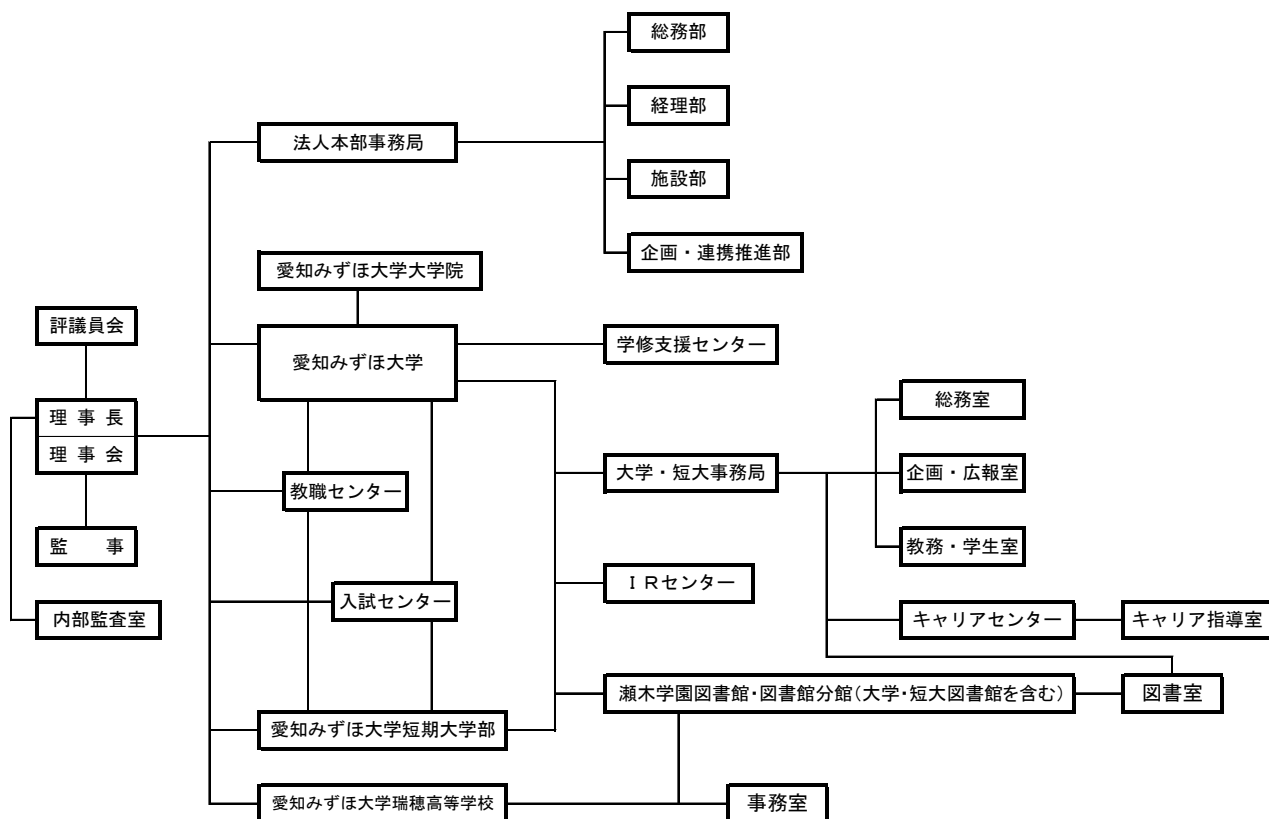 総務部
経理部
法人本部事務局
施設部
企画・連携推進部
愛知みずほ大学大学院
評議員会
愛知みずほ大学
学修支援センター
総務室
理事長
理事会
大学・短大事務局
企画・広報室
教職センター
監　事
教務・学生室
ＩＲセンター
入試センター
内部監査室
キャリアセンター
キャリア指導室
瀬木学園図書館・図書館分館(大学・短大図書館を含む)
図書室
愛知みずほ大学短期大学部
愛知みずほ大学瑞穂高等学校
事務室